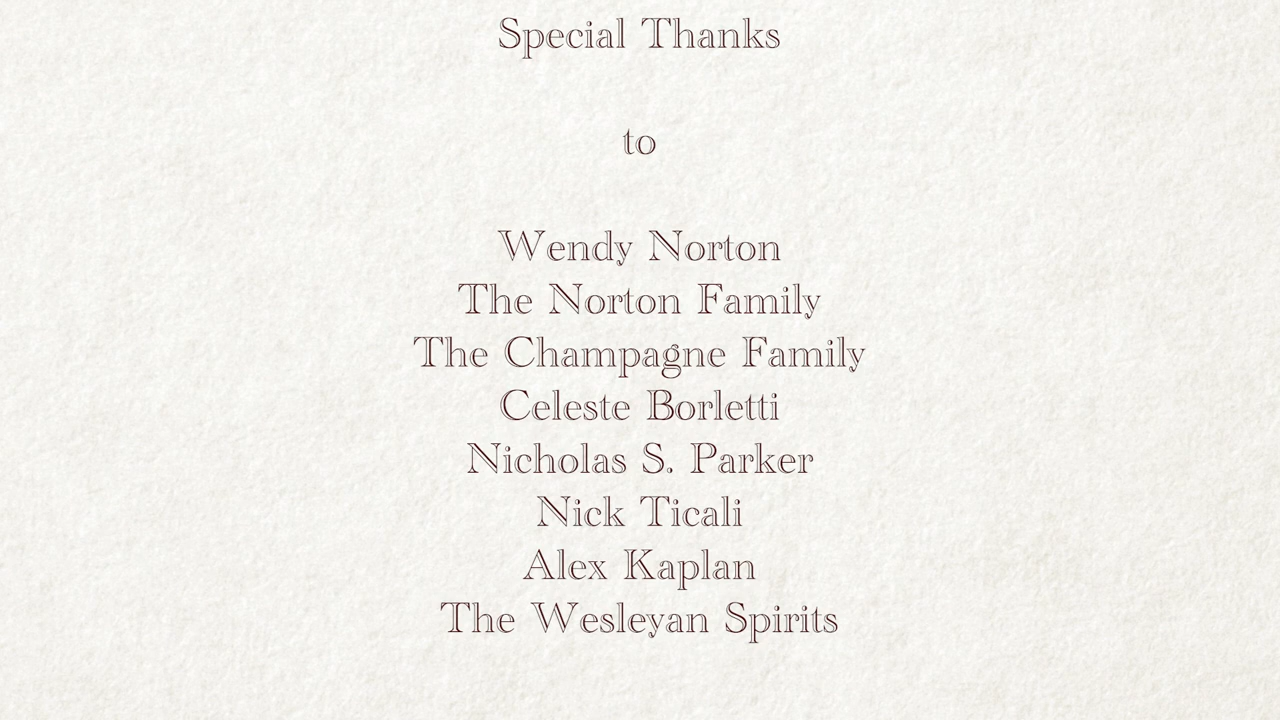 Special Thanks
to
Wendy Norton
The Norton Family
The Champagne Family
Celeste Borletti
Nicholas S. Parker
Nick Ticali
Alex Kaplan
The Wesleyan Spirits